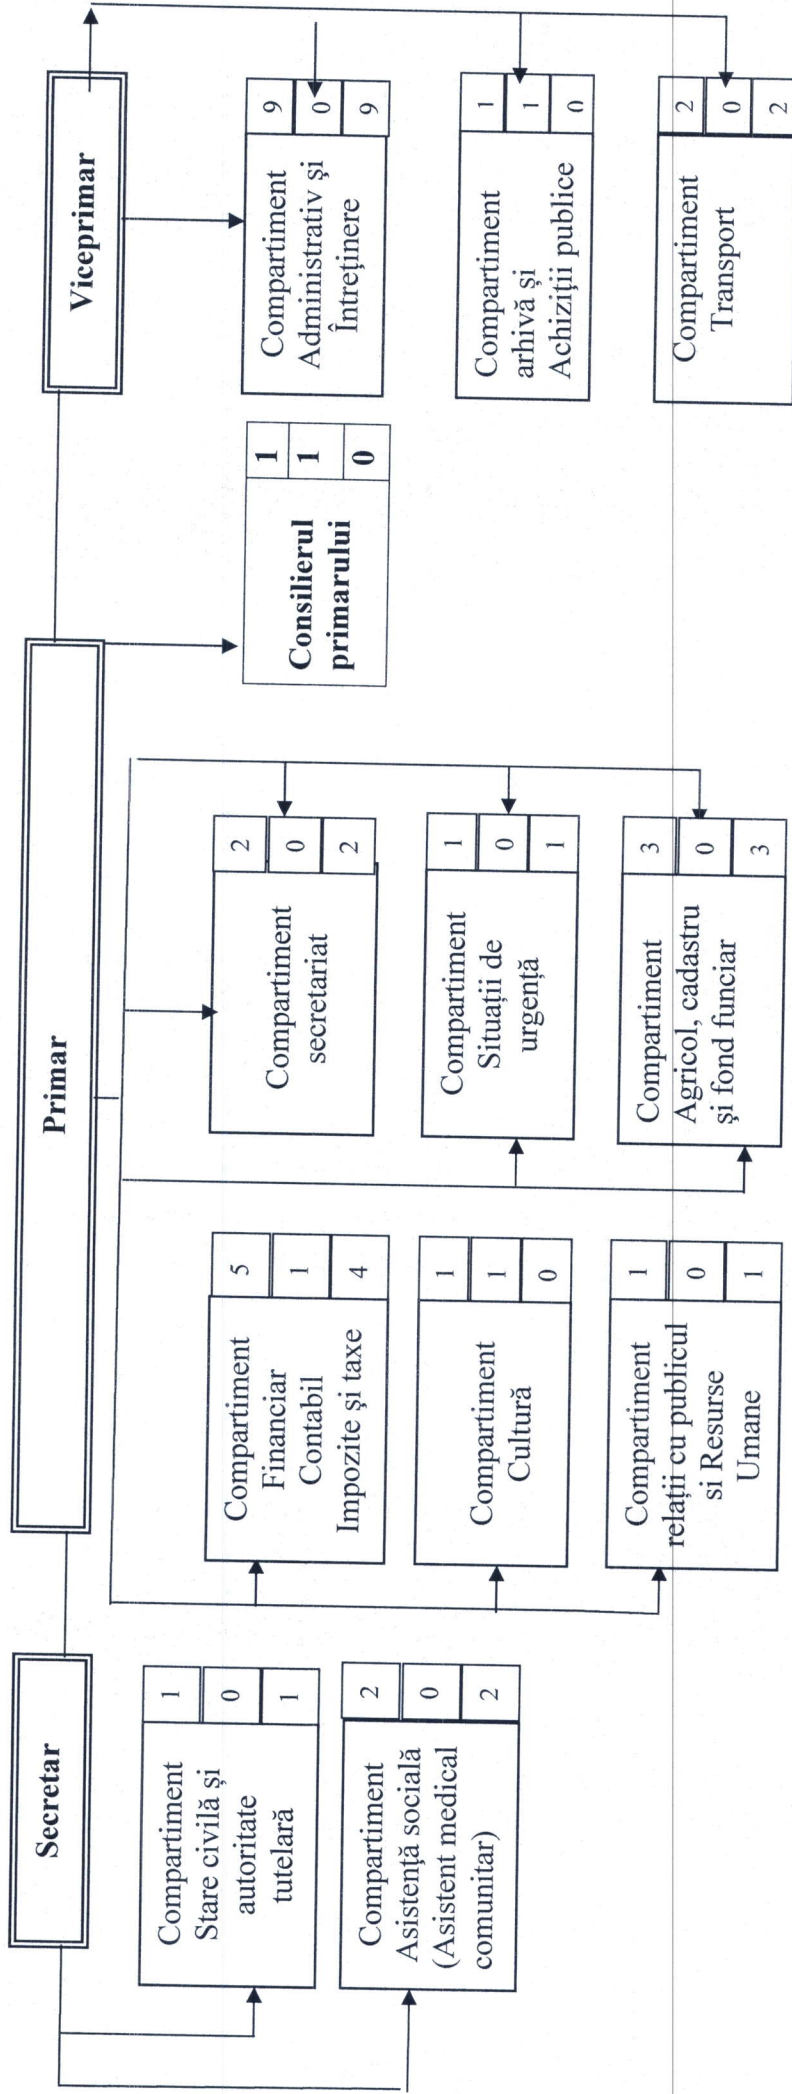 Secretar
Primar
Viceprimar
Compartiment
Stare civilă și
autoritate
tutelară
1
0
1
Compartiment
Asistență socială
(Asistent medical
comunitar)
2
0
2
Compartiment
Financiar
Contabil
Impozite și taxe
5
1
4
Compartiment
Cultură
1
1
0
Compartiment
relații cu publicul
si Resurse
Umane
1
0
1
Compartiment
secretariat
2
0
2
Compartiment
Situații de
urgență
1
0
1
Compartiment
Agricol, cadastru
și fond funciar
3
0
3
Consilierul
primarului
1
1
0
Compartiment
Administrativ și
Întreținere
9
0
9
Compartiment
arhivă și
Achiziții publice
1
1
0
Compartiment
Transport
2
0
2